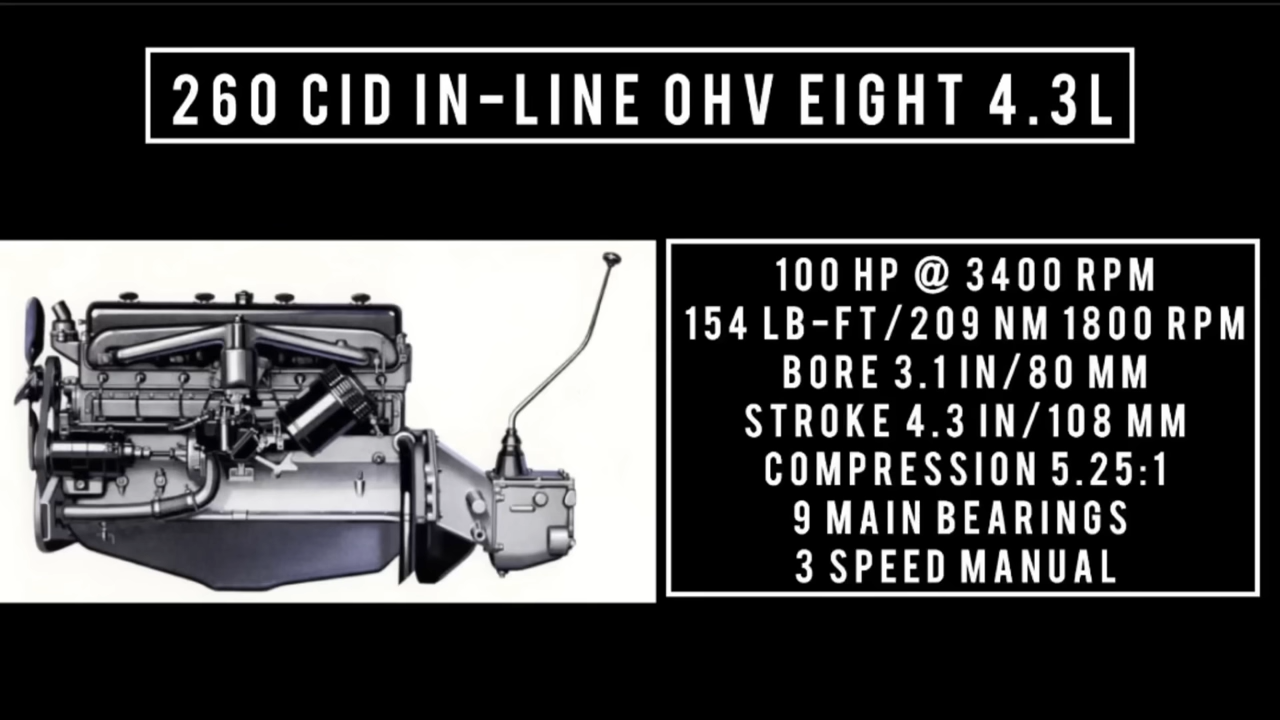 260 CID IN-LINE OHV EIGHT 4.3L
100 HP @ 3400 RPM
154 LB-FT/209 NM 1800 RPM
BORE 3.1 IN/80 MM
STROKE 4.3 IN/108 MM
COMPRESSION 5.25:1
9 MAIN BEARINGS
3 SPEED MANUAL